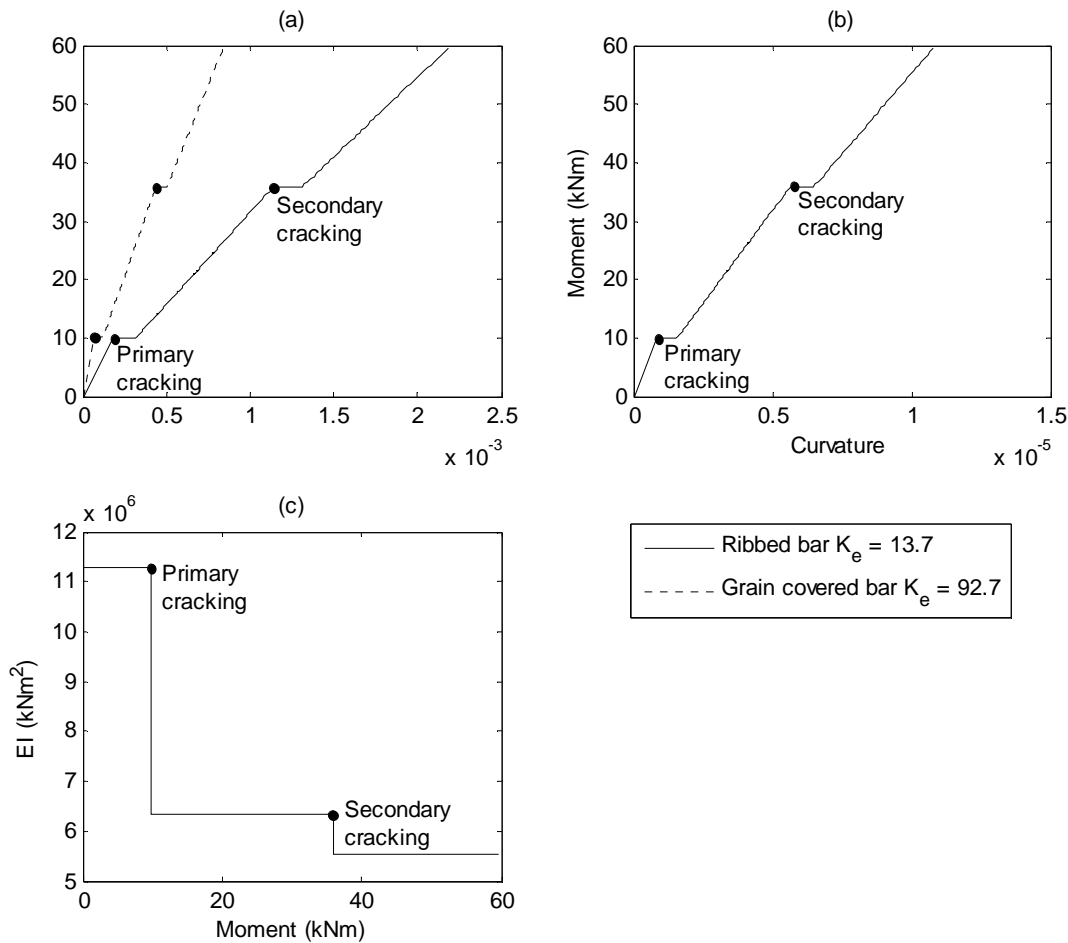 (a)
60
50
40
30
20
10
0
Secondary
cracking
Primary
cracking
0 0.5 1 1.5 2 2.5
x 10^-3
(b)
Moment (kNm)
60
50
40
30
20
10
0
Secondary
cracking
Primary
cracking
0 0.5 1 1.5
Curvature
x 10^-5
(c)
x 10^6
EI (kNm^2)
12
11
10
9
8
7
6
5
Primary
cracking
Secondary
cracking
0 20 40 60
Moment (kNm)
Ribbed bar K_e = 13.7
Grain covered bar K_e = 92.7